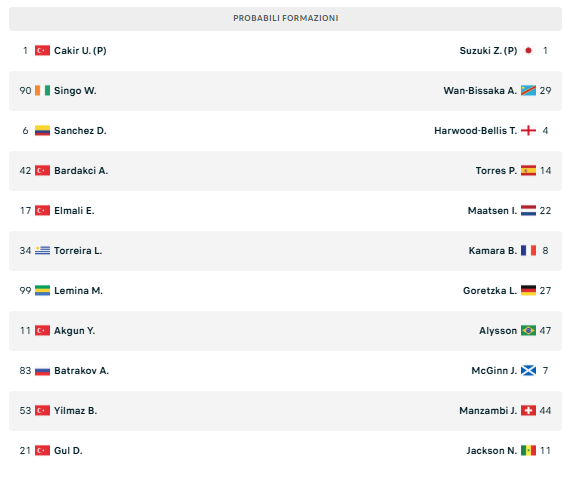 PROBABILI FORMAZIONI
1 Cakir U. (P) Suzuki Z. (P) 1
90 Singo W. Wan-Bissaka A. 29
6 Sanchez D. Harwood-Bellis T. 4
42 Bardakci A. Torres P. 14
17 Elmali E. Maatsen I. 22
34 Torreira L. Kamara B. 8
99 Lemina M. Goretzka L. 27
11 Akgun Y. Alysson 47
83 Batrakov A. McGinn J. 7
53 Yilmaz B. Manzambi J. 44
21 Gul D. Jackson N. 11